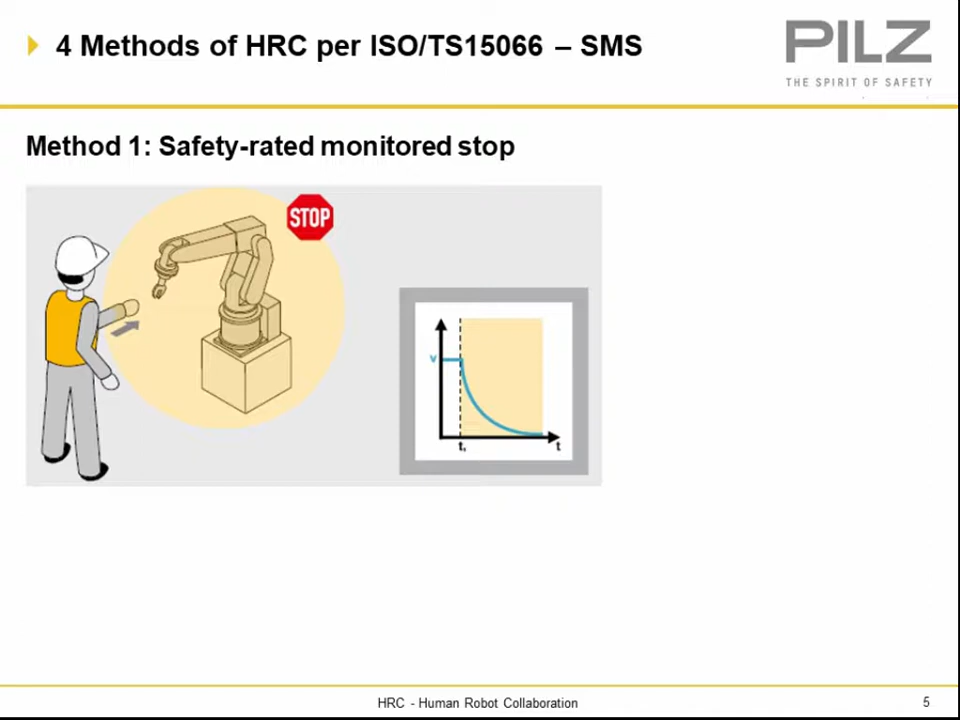 4 Methods of HRC per ISO/TS15066 – SMS
PILZ
THE SPIRIT OF SAFETY
Method 1: Safety-rated monitored stop
STOP
v
t₁
t
HRC - Human Robot Collaboration
5